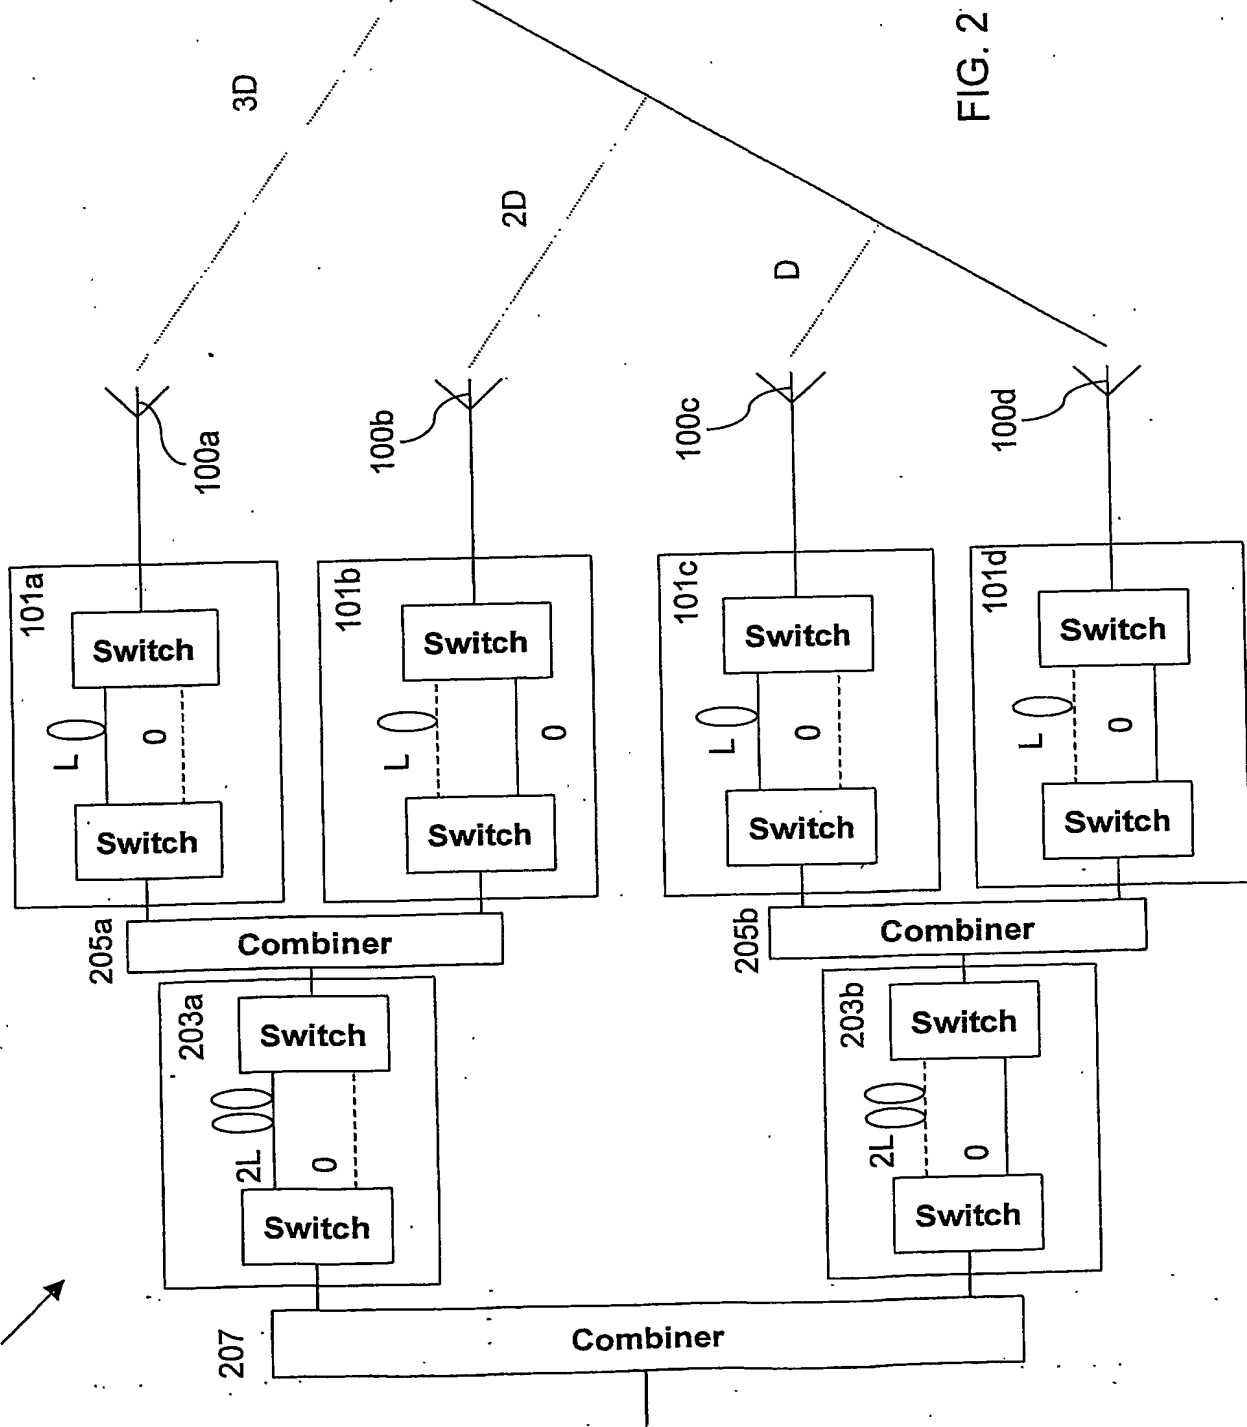 3D
2D
D
FIG. 2
100a
100b
100c
100d
101a
Switch
L
0
Switch
101b
Switch
L
0
Switch
101c
Switch
L
0
Switch
101d
Switch
L
0
Switch
205a
Combiner
205b
Combiner
203a
Switch
2L
0
Switch
203b
Switch
2L
0
Switch
207
Combiner